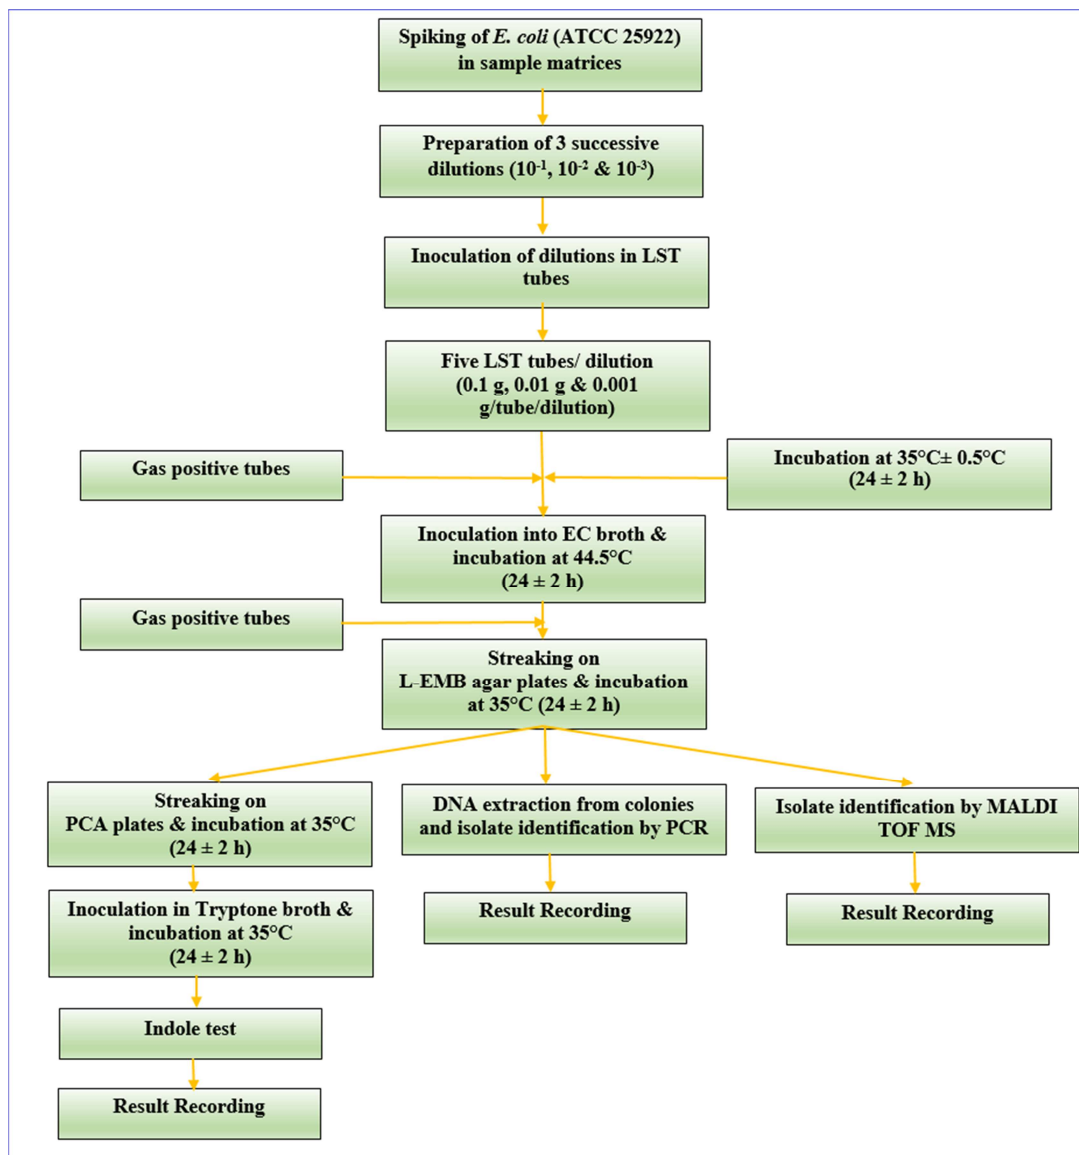 Spiking of E. coli (ATCC 25922)
in sample matrices
Preparation of 3 successive
dilutions (10⁻¹, 10⁻² & 10⁻³)
Inoculation of dilutions in LST
tubes
Five LST tubes/ dilution
(0.1 g, 0.01 g & 0.001
g/tube/dilution)
Gas positive tubes
Incubation at 35°C± 0.5°C
(24 ± 2 h)
Inoculation into EC broth &
incubation at 44.5°C
(24 ± 2 h)
Gas positive tubes
Streaking on
L-EMB agar plates & incubation
at 35°C (24 ± 2 h)
Streaking on
PCA plates & incubation at 35°C
(24 ± 2 h)
DNA extraction from colonies
and isolate identification by PCR
Isolate identification by MALDI
TOF MS
Inoculation in Tryptone broth &
incubation at 35°C
(24 ± 2 h)
Result Recording
Result Recording
Indole test
Result Recording